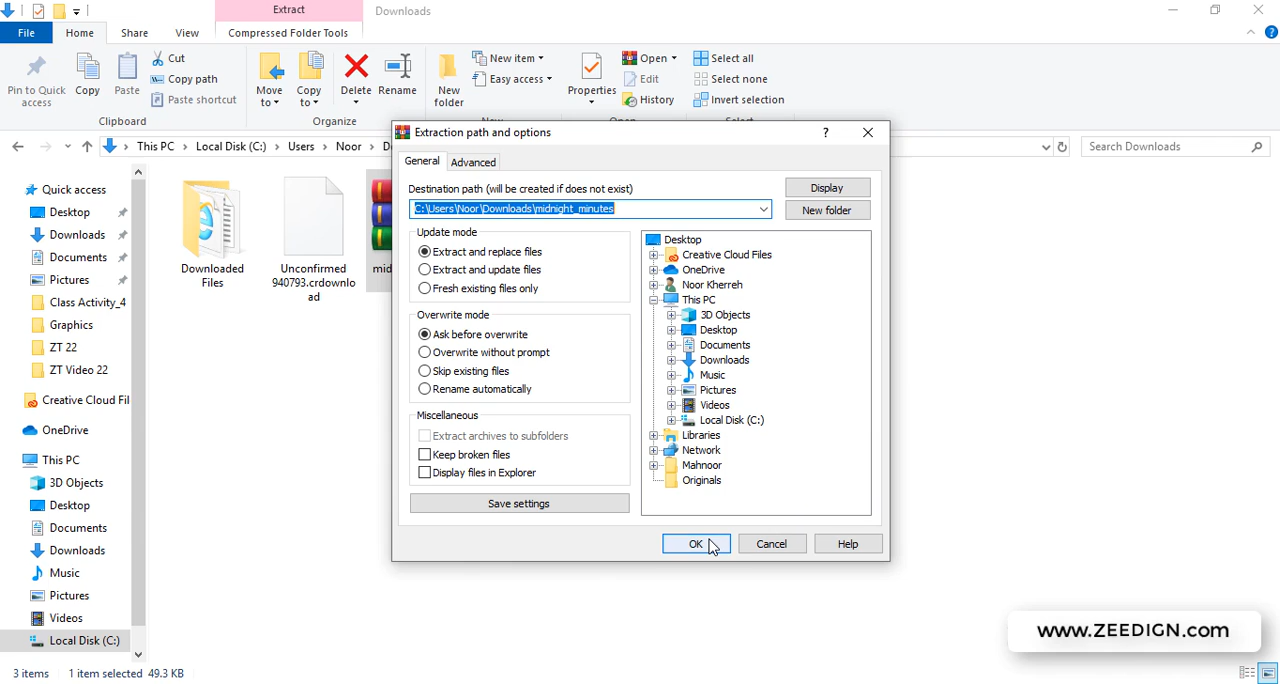 Extract
Downloads
File
Home
Share
View
Compressed Folder Tools
Pin to Quick access
Copy
Paste
Cut
Copy path
Paste shortcut
Clipboard
Move to
Copy to
Delete
Rename
Organize
New folder
New item
Easy access
Properties
Open
Edit
History
Select all
Select none
Invert selection
This PC
Local Disk (C:)
Users
Noor
Search Downloads
Quick access
Desktop
Downloads
Documents
Pictures
Class Activity_4
Graphics
ZT 22
ZT Video 22
Creative Cloud Fil
OneDrive
This PC
3D Objects
Desktop
Documents
Downloads
Music
Pictures
Videos
Local Disk (C:)
Downloaded
Files
Unconfirmed
940793.crdownlo
ad
mid
Extraction path and options
?
General
Advanced
Destination path (will be created if does not exist)
C:\Users\Noor\Downloads\midnight_minutes
Display
New folder
Update mode
Extract and replace files
Extract and update files
Fresh existing files only
Overwrite mode
Ask before overwrite
Overwrite without prompt
Skip existing files
Rename automatically
Miscellaneous
Extract archives to subfolders
Keep broken files
Display files in Explorer
Save settings
Desktop
Creative Cloud Files
OneDrive
Noor Kherreh
This PC
3D Objects
Desktop
Documents
Downloads
Music
Pictures
Videos
Local Disk (C:)
Libraries
Network
Mahnoor
Originals
OK
Cancel
Help
www.ZEEDIGN.com
3 items
1 item selected 49.3 KB